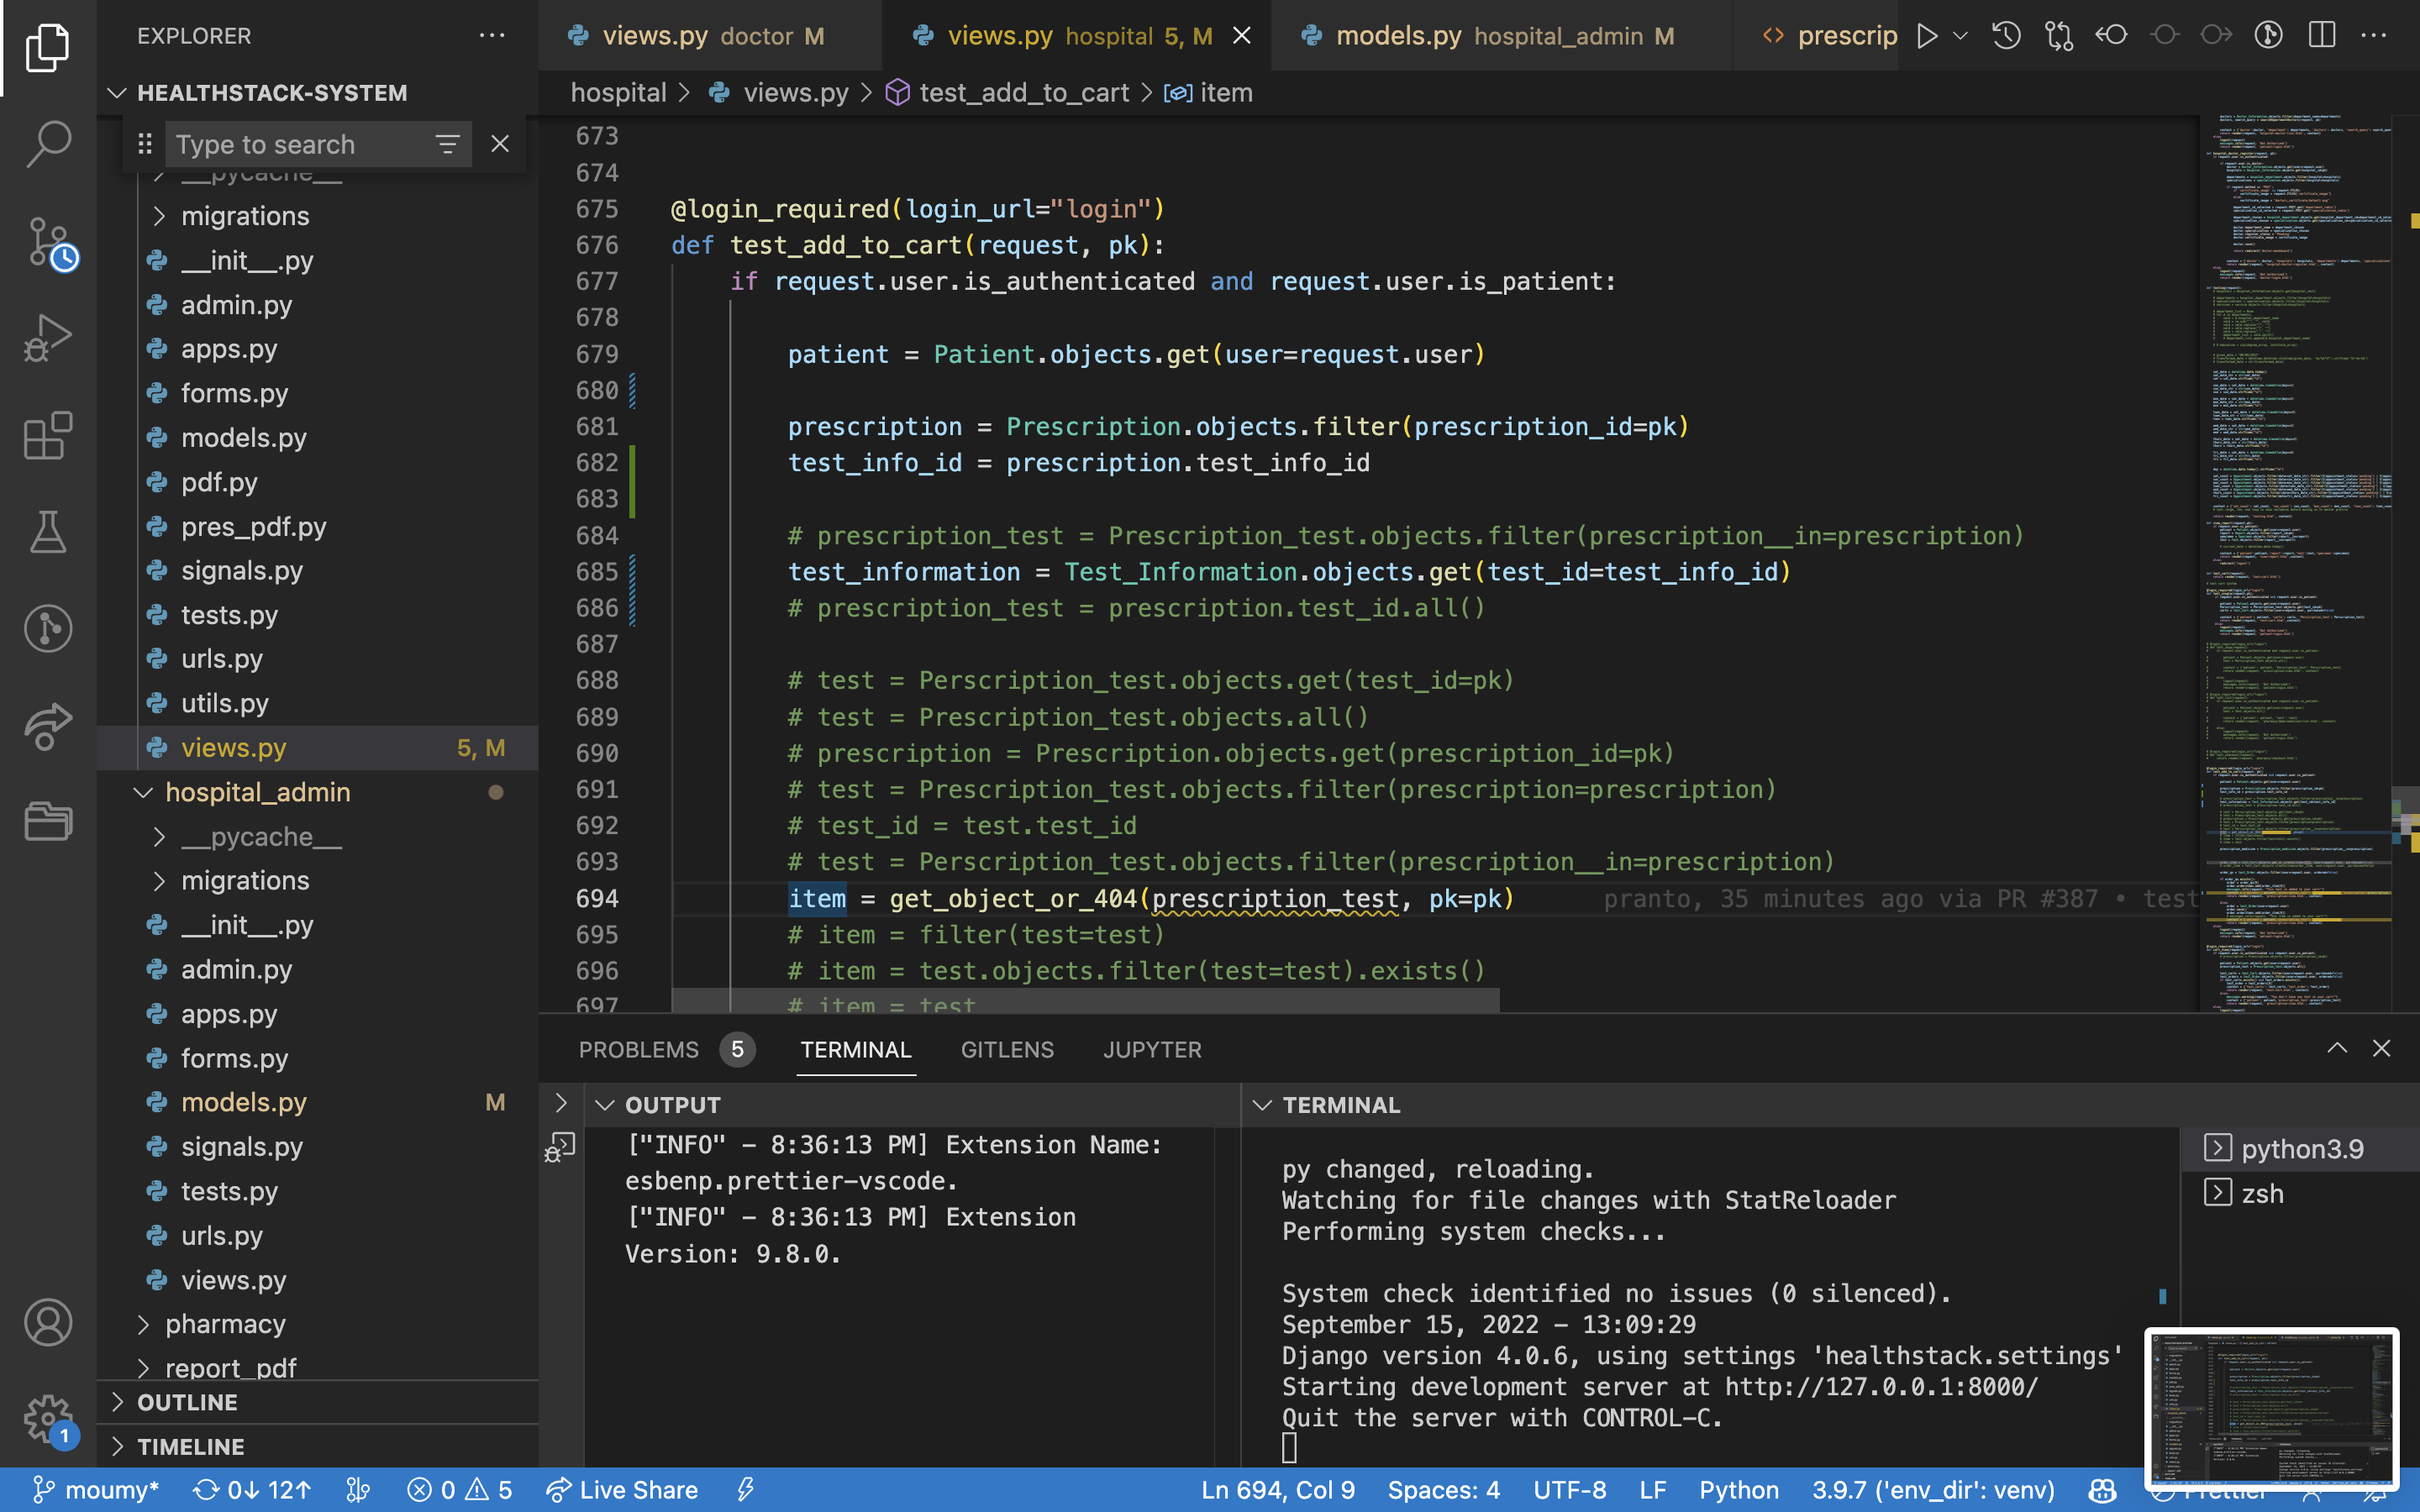 EXPLORER
views.py doctor M
views.py hospital 5, M
models.py hospital_admin M
prescrip
HEALTHSTACK-SYSTEM
hospital > views.py > test_add_to_cart > item
Type to search
__pycache__
migrations
__init__.py
admin.py
apps.py
forms.py
models.py
pdf.py
pres_pdf.py
signals.py
tests.py
urls.py
utils.py
views.py 5, M
hospital_admin
__pycache__
migrations
__init__.py
admin.py
apps.py
forms.py
models.py M
signals.py
tests.py
urls.py
views.py
pharmacy
report_pdf
OUTLINE
TIMELINE
1
673
674
675 @login_required(login_url="login")
676 def test_add_to_cart(request, pk):
677 if request.user.is_authenticated and request.user.is_patient:
678
679 patient = Patient.objects.get(user=request.user)
680
681 prescription = Prescription.objects.filter(prescription_id=pk)
682 test_info_id = prescription.test_info_id
683
684 # prescription_test = Prescription_test.objects.filter(prescription__in=prescription)
685 test_information = Test_Information.objects.get(test_id=test_info_id)
686 # prescription_test = prescription.test_id.all()
687
688 # test = Perscription_test.objects.get(test_id=pk)
689 # test = Prescription_test.objects.all()
690 # prescription = Prescription.objects.get(prescription_id=pk)
691 # test = Prescription_test.objects.filter(prescription=prescription)
692 # test_id = test.test_id
693 # test = Perscription_test.objects.filter(prescription__in=prescription)
694 item = get_object_or_404(prescription_test, pk=pk) pranto, 35 minutes ago via PR #387 • test
695 # item = filter(test=test)
696 # item = test.objects.filter(test=test).exists()
697 # item = test
PROBLEMS 5 TERMINAL GITLENS JUPYTER
OUTPUT
["INFO" - 8:36:13 PM] Extension Name:
esbenp.prettier-vscode.
["INFO" - 8:36:13 PM] Extension
Version: 9.8.0.
TERMINAL
py changed, reloading.
Watching for file changes with StatReloader
Performing system checks...
System check identified no issues (0 silenced).
September 15, 2022 - 13:09:29
Django version 4.0.6, using settings 'healthstack.settings'
Starting development server at http://127.0.0.1:8000/
Quit the server with CONTROL-C.
python3.9
zsh
moumy* 0↓ 12↑ 0 5 Live Share Ln 694, Col 9 Spaces: 4 UTF-8 LF Python 3.9.7 ('env_dir': venv) Prettier